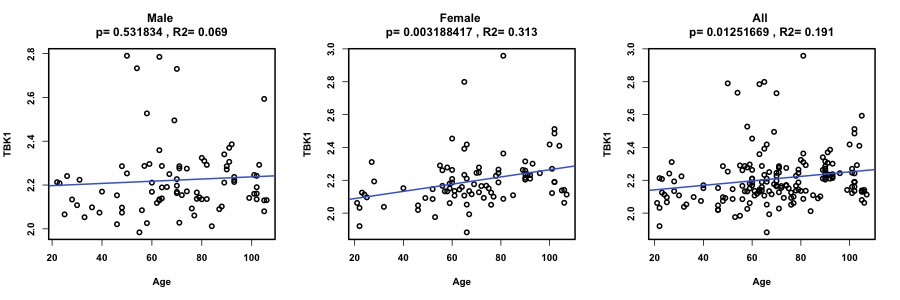 Male
p= 0.531834 , R2= 0.069
TBK1
2.8
2.6
2.4
2.2
2.0
20 40 60 80 100
Age
Female
p= 0.003188417 , R2= 0.313
TBK1
3.0
2.8
2.6
2.4
2.2
2.0
20 40 60 80 100
Age
All
p= 0.01251669 , R2= 0.191
TBK1
3.0
2.8
2.6
2.4
2.2
2.0
20 40 60 80 100
Age